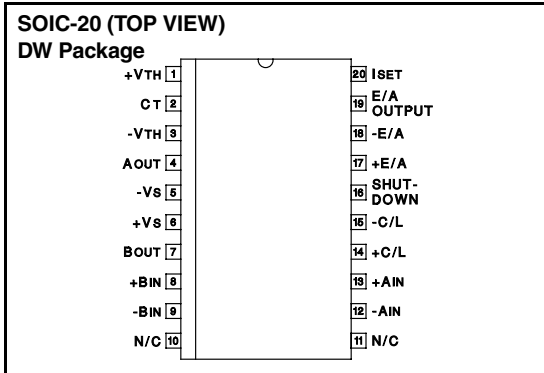 SOIC-20 (TOP VIEW)
DW Package
+VTH 1
CT 2
-VTH 3
AOUT 4
-VS 5
+VS 6
BOUT 7
+BIN 8
-BIN 9
N/C 10
20 ISET
19 E/A OUTPUT
18 -E/A
17 +E/A
16 SHUT-DOWN
15 -C/L
14 +C/L
13 +AIN
12 -AIN
11 N/C